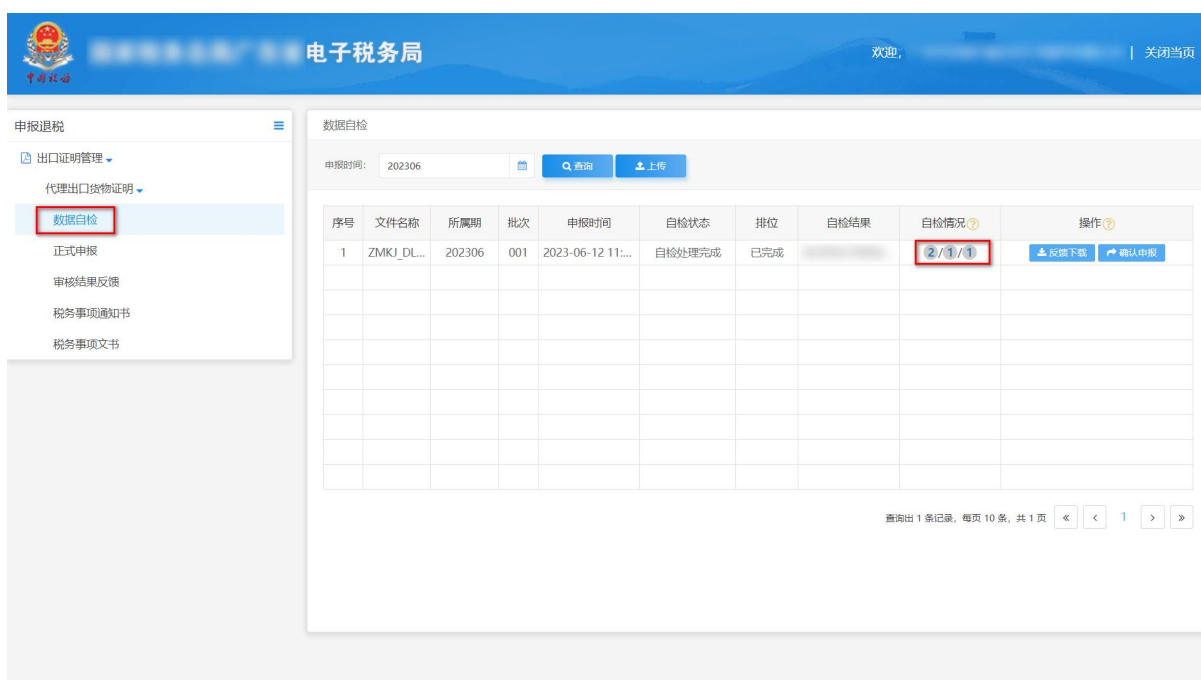 电子税务局
欢迎,
| 关闭当页
中国税务
申报退税
出口证明管理
代理出口货物证明
数据自检
正式申报
审核结果反馈
税务事项通知书
税务事项文书
数据自检
申报时间: 202306 查询 上传
序号 文件名称 所属期 批次 申报时间 自检状态 排位 自检结果 自检情况? 操作?
1 ZMKJ_DL... 202306 001 2023-06-12 11:... 自检处理完成 已完成 2/1/1 反馈下载 确认申报
查询出 1 条记录, 每页 10 条, 共 1 页 « ‹ 1 › »